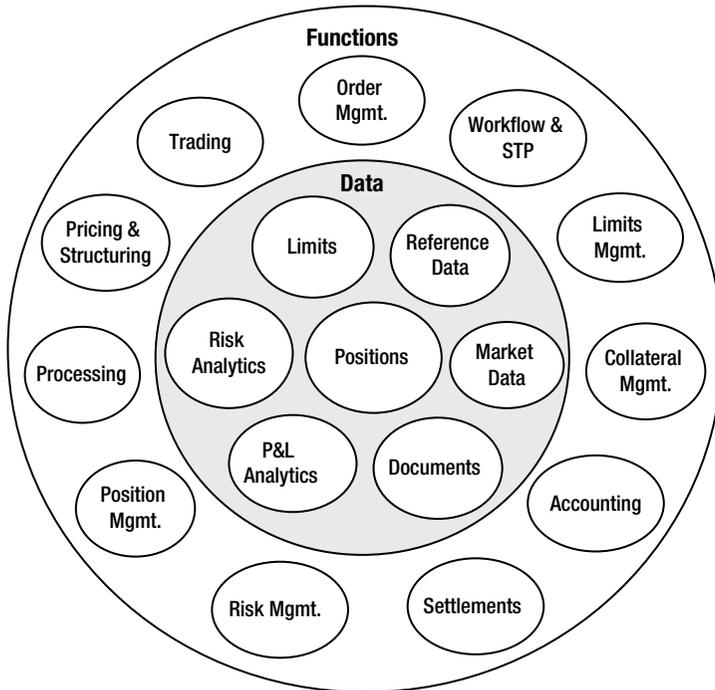 Functions
Order
Mgmt.
Workflow &
STP
Trading
Pricing &
Structuring
Limits
Mgmt.
Processing
Collateral
Mgmt.
Position
Mgmt.
Accounting
Risk Mgmt.
Settlements
Data
Limits
Reference
Data
Risk
Analytics
Positions
Market
Data
P&L
Analytics
Documents